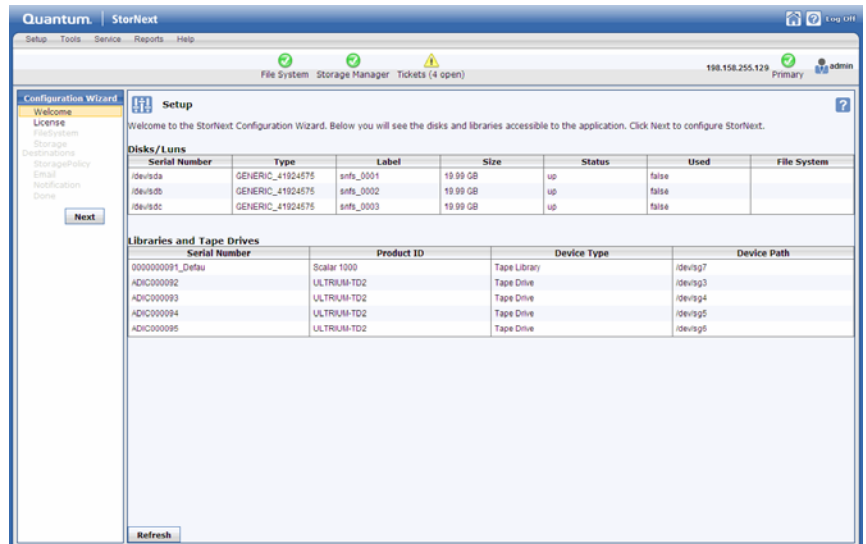 Quantum. StorNext
Log Off
Setup Tools Service Reports Help
File System Storage Manager Tickets (4 open)
198.158.255.129 Primary admin
Configuration Wizard
Welcome
License
FileSystem
Storage
Destinations
StoragePolicy
Email
Notification
Done
Next
Setup
Welcome to the StorNext Configuration Wizard. Below you will see the disks and libraries accessible to the application. Click Next to configure StorNext.
Disks/Luns
Serial Number Type Label Size Status Used File System
/dev/sda GENERIC_41924575 snfs_0001 19.99 GB up false
/dev/sdb GENERIC_41924575 snfs_0002 19.99 GB up false
/dev/sdc GENERIC_41924575 snfs_0003 19.99 GB up false
Libraries and Tape Drives
Serial Number Product ID Device Type Device Path
0000000091_Defau Scalar 1000 Tape Library /dev/sg7
ADIC000092 ULTRIUM-TD2 Tape Drive /dev/sg3
ADIC000093 ULTRIUM-TD2 Tape Drive /dev/sg4
ADIC000094 ULTRIUM-TD2 Tape Drive /dev/sg5
ADIC000095 ULTRIUM-TD2 Tape Drive /dev/sg6
Refresh